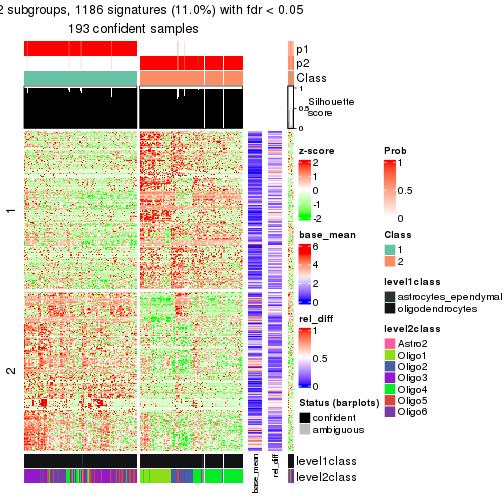 2 subgroups, 1186 signatures (11.0%) with fdr < 0.05
193 confident samples
p1
p2
Class
1
0.5
0
Silhouette
score
1
2
z-score
2
1
0
-1
-2
base_mean
6
4
2
0
rel_diff
1
0.5
0
Status (barplots)
confident
ambiguous
Prob
1
0.5
0
Class
1
2
level1class
astrocytes_ependymal
oligodendrocytes
level2class
Astro2
Oligo1
Oligo2
Oligo3
Oligo4
Oligo5
Oligo6
level1class
level2class
base_mean
rel_diff